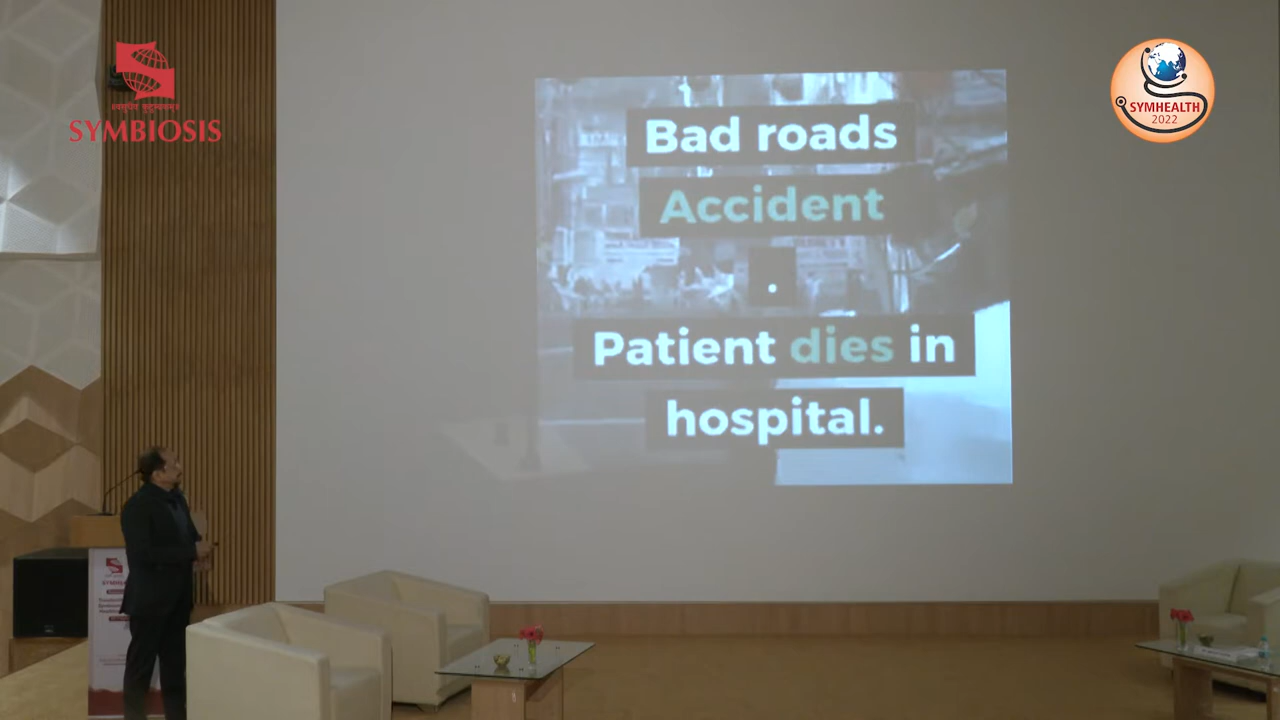 SYMBIOSIS
SYMHEALTH
2022
Bad roads
Accident
.
Patient dies in
hospital.